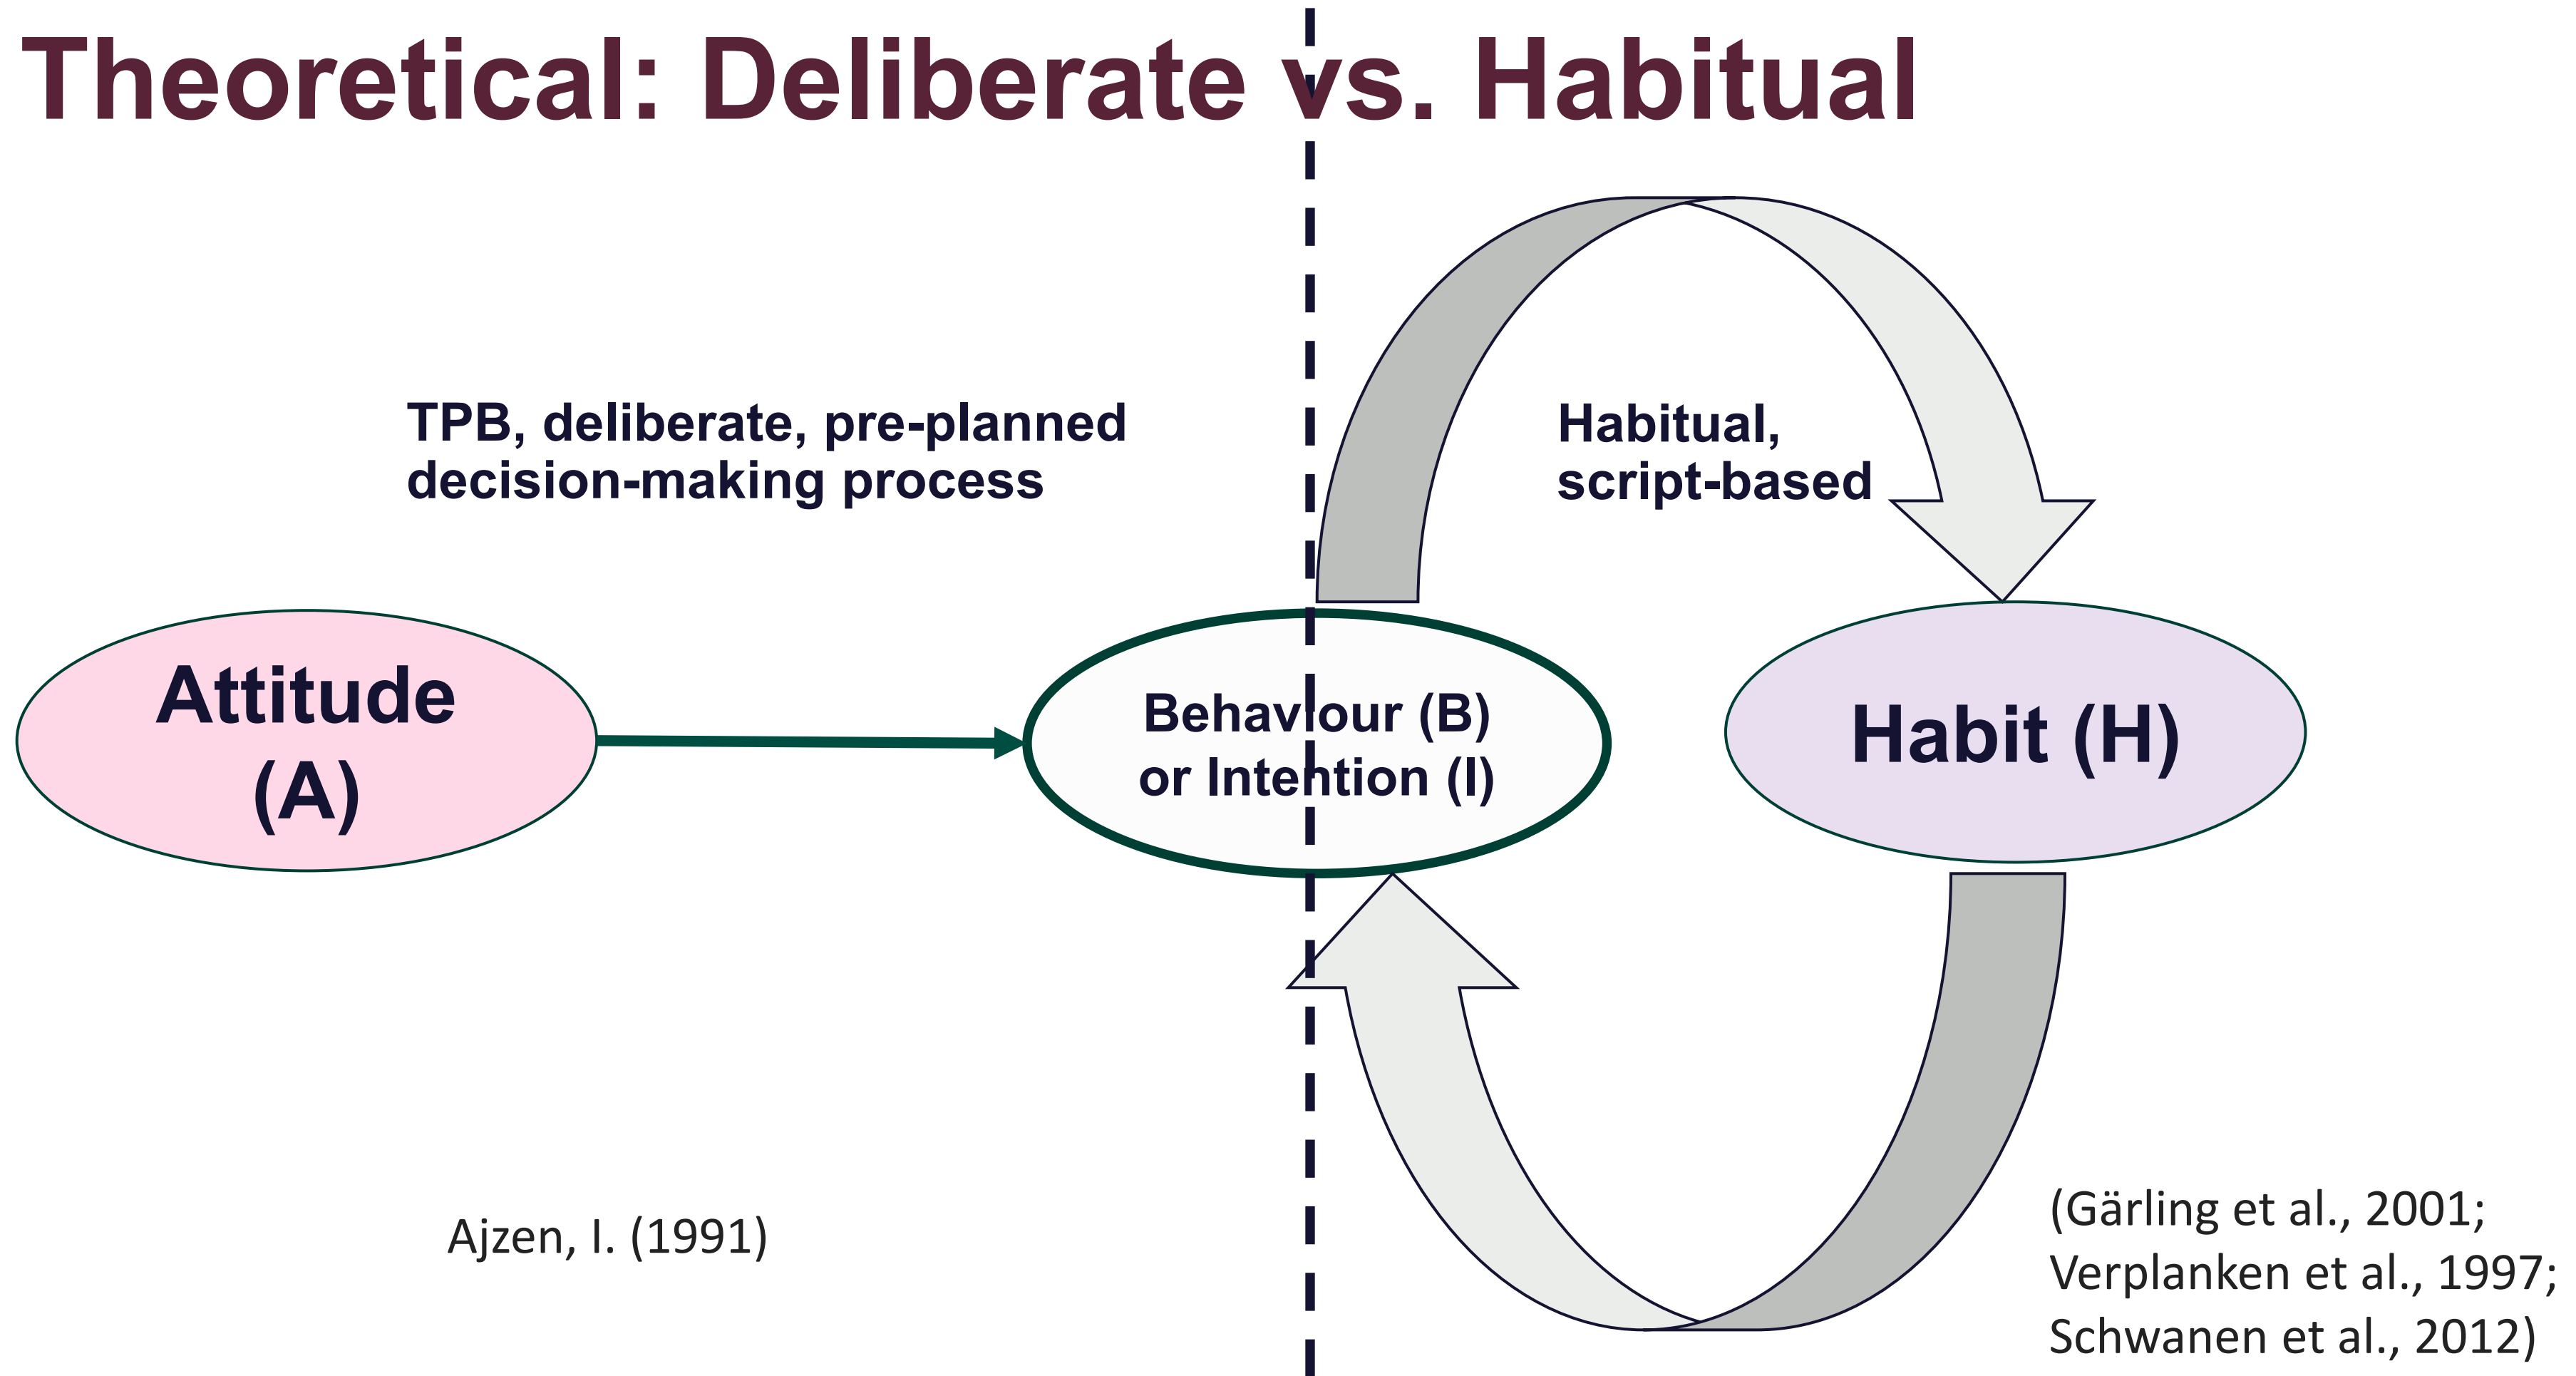 Theoretical: Deliberate vs. Habitual
TPB, deliberate, pre-planned
decision-making process
Habitual,
script-based
Attitude
(A)
Behaviour (B)
or Intention (I)
Habit (H)
Ajzen, I. (1991)
(Gärling et al., 2001;
Verplanken et al., 1997;
Schwanen et al., 2012)